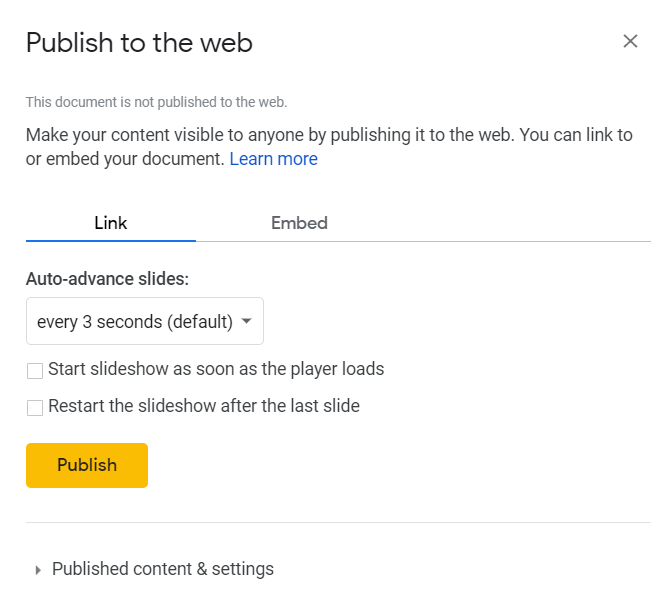 Publish to the web
This document is not published to the web.
Make your content visible to anyone by publishing it to the web. You can link to
or embed your document. Learn more
Link Embed
Auto-advance slides:
every 3 seconds (default)
Start slideshow as soon as the player loads
Restart the slideshow after the last slide
Publish
Published content & settings